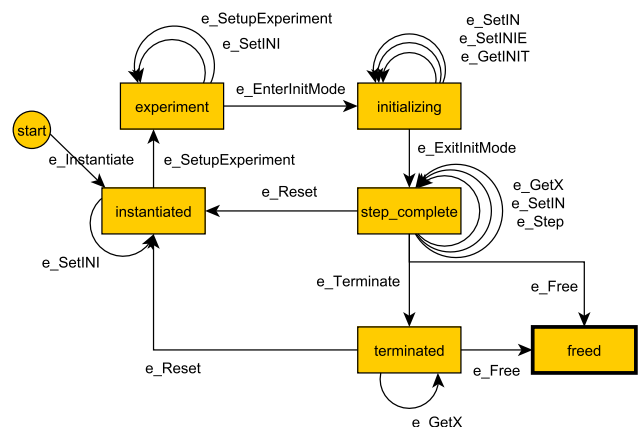 e_SetupExperiment
e_SetINI
e_SetIN
e_SetINIE
e_GetINIT
experiment
e_EnterInitMode
initializing
start
e_Instantiate
e_SetupExperiment
e_ExitInitMode
instantiated
e_Reset
step_complete
e_GetX
e_SetIN
e_Step
e_SetINI
e_Terminate
e_Free
terminated
freed
e_Reset
e_Free
e_GetX